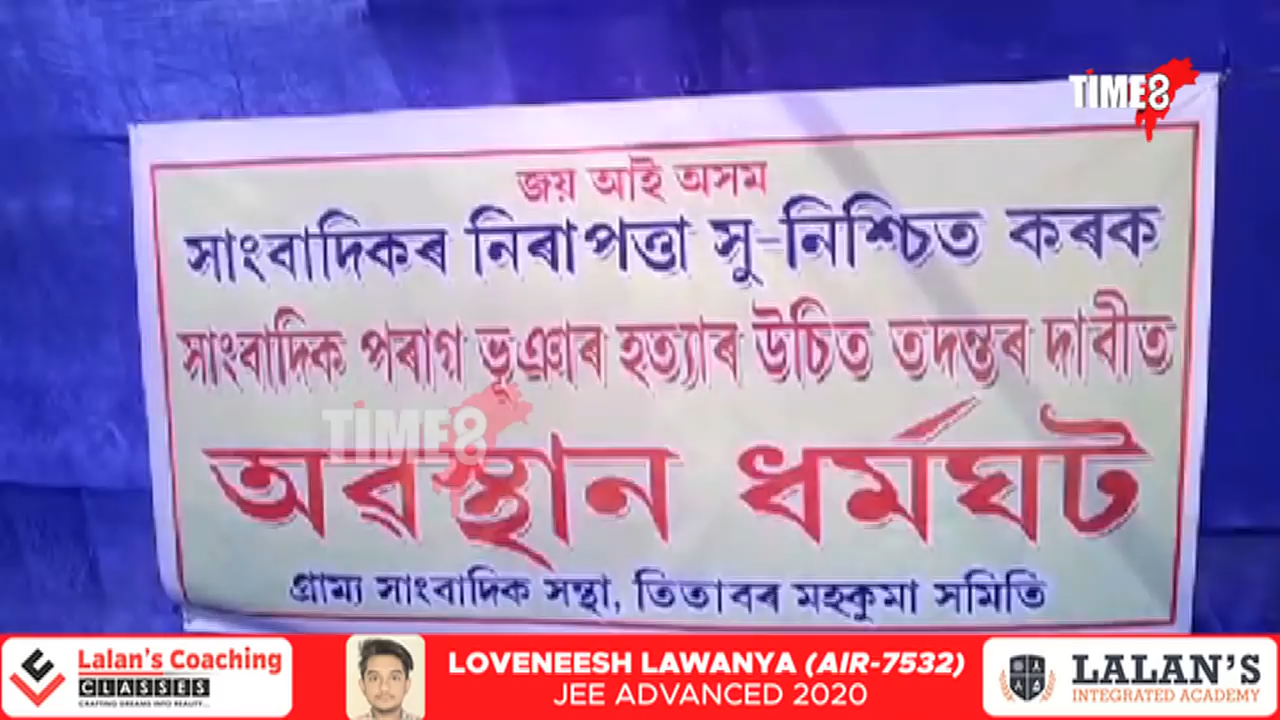 TIME8
জয় আই অসম
সাংবাদিকৰ নিৰাপত্তা সু-নিশ্চিত কৰক
সাংবাদিক পৰাগ ভূঞাৰ হত্যাৰ উচিত তদন্তৰ দাবীত
TIME8
অৱস্থান ধৰ্মঘট
গ্ৰাম্য সাংবাদিক সন্থা, তিতাবৰ মহকুমা সমিতি
Lalan's Coaching
CLASSES
CRAFTING DREAMS INTO REALITY...
LOVENEESH LAWANYA (AIR-7532)
JEE ADVANCED 2020
LALAN'S
INTEGRATED ACADEMY